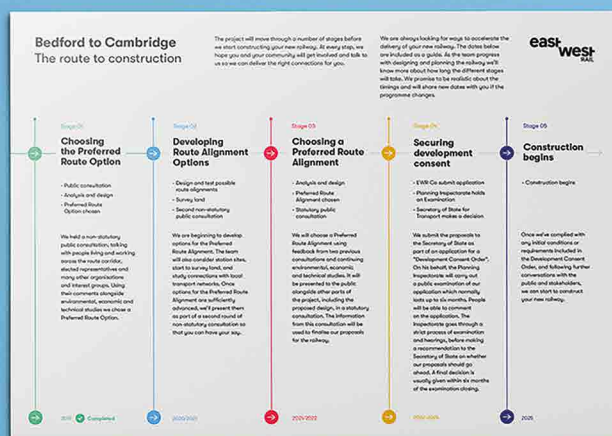 Bedford to Cambridge
The route to construction
The project will move through a number of stages before
we start constructing your new railway. At every step, we
hope you and your community will get involved and talk to
us so we can deliver the right connections for you.
We are always looking for ways to accelerate the
delivery of your new railway. The dates below
are included as a guide. As the team progress
with designing and planning the railway we'll
know more about how long the different stages
will take. We promise to be realistic about the
timings and will share new dates with you if the
programme changes.
east
west
RAIL
Stage 01
Choosing
the Preferred
Route Option
- Public consultation
- Analysis and design
- Preferred Route
Option chosen
We held a non-statutory
public consultation, talking
with people living and working
across the route corridor,
elected representatives and
many other organisations
and interest groups. Using
their comments alongside
environmental, economic and
technical studies we chose a
Preferred Route Option.
Completed
Stage 02
Developing
Route Alignment
Options
- Design and test possible
route alignments
- Survey land
- Second non-statutory
public consultation
We are beginning to develop
options for the Preferred
Route Alignment. The team
will also consider station sites,
start to survey land, and
study connections with local
transport networks. Once
options for the Preferred
Route Alignment are sufficiently
advanced, we'll present them
as part of a second round of
non-statutory consultation so
that you can have your say.
2020/2021
Stage 03
Choosing a
Preferred Route
Alignment
- Analysis and design
- Preferred Route
Alignment chosen
- Statutory public
consultation
We will choose a Preferred
Route Alignment using
feedback from two previous
consultations and continuing
environmental, economic
and technical studies. It will
be presented to the public
alongside other parts of
the project, including the
proposed design, in a statutory
consultation. The information
from this consultation will be
used to finalise our proposals
for the railway.
2021/2022
Stage 04
Securing
development
consent
- EWR Co submit application
- Planning Inspectorate holds
an Examination
- Secretary of State for
Transport makes a decision
We submit the proposals to
the Secretary of State as
part of an application for a
"Development Consent Order".
On his behalf, the Planning
Inspectorate will carry out
a public examination of our
application which normally
lasts up to six months. People
will be able to comment
on the application. The
Inspectorate goes through a
strict process of examination
and hearings, before making
a recommendation to the
Secretary of State on whether
our proposals should go
ahead. A final decision is
usually given within six months
of the examination closing.
Stage 05
Construction
begins
- Construction begins
Once we've complied with
any initial conditions or
requirements included in
the Development Consent
Order, and following further
conversations with the
public and stakeholders,
we can start to construct
your new railway.
2025